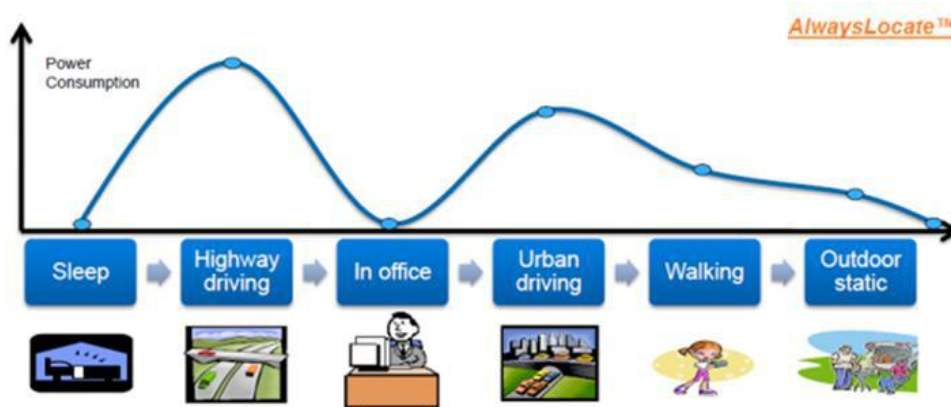 AlwaysLocate™
Power
Consumption
Sleep
Highway
driving
In office
Urban
driving
Walking
Outdoor
static